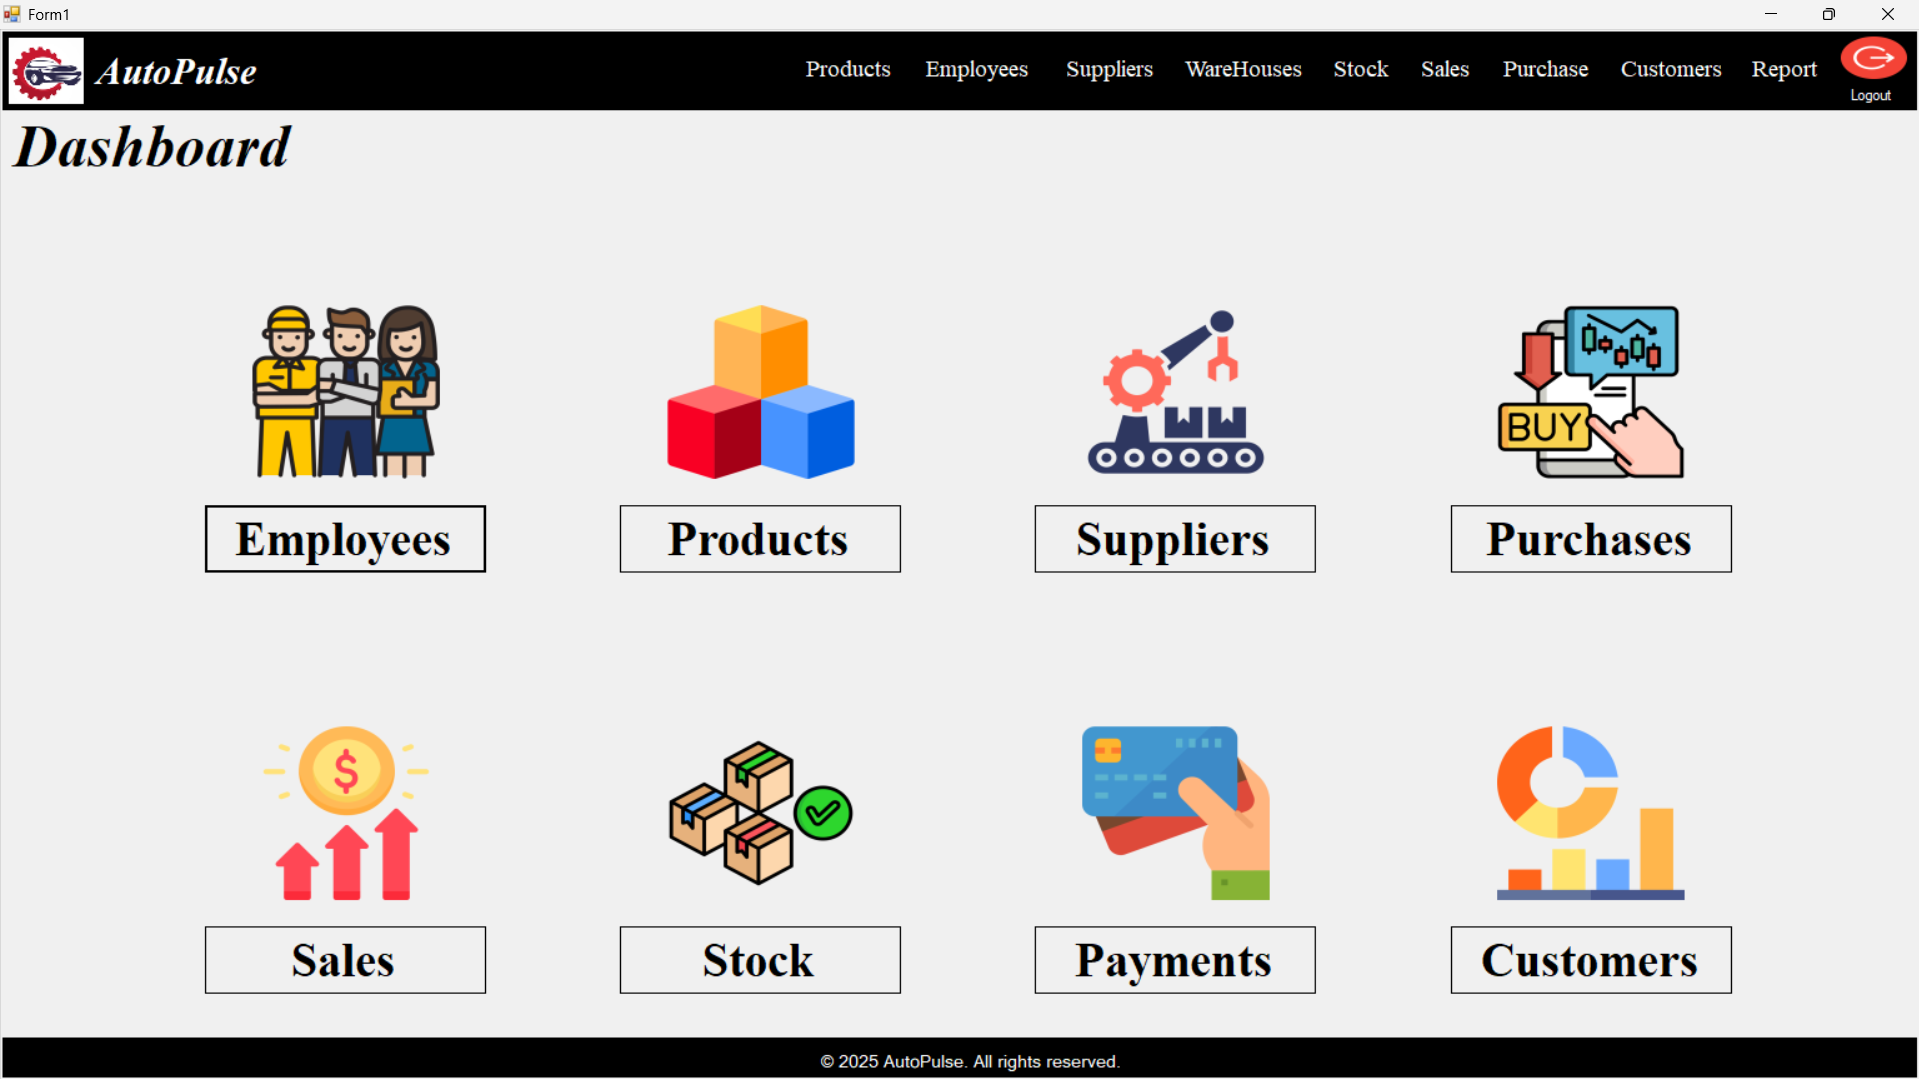 Form1
AutoPulse
Products Employees Suppliers WareHouses Stock Sales Purchase Customers Report
Logout
Dashboard
BUY
Employees Products Suppliers Purchases
$
Sales Stock Payments Customers
© 2025 AutoPulse. All rights reserved.